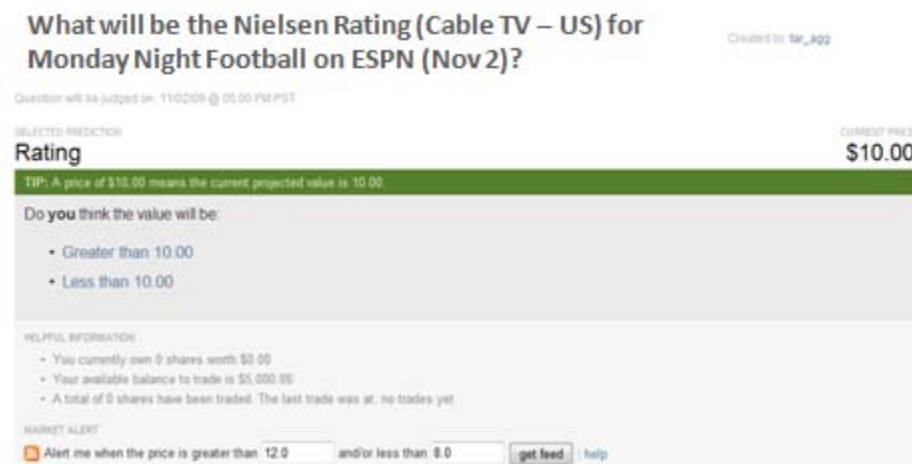 What will be the Nielsen Rating (Cable TV – US) for
Monday Night Football on ESPN (Nov 2)?
Created by: tar_agg
Question will be judged on: 11/02/09 @ 05:00 PM PST
SELECTED PREDICTION
CURRENT PRICE
Rating
$10.00
TIP: A price of $10.00 means the current projected value is 10.00.
Do you think the value will be:
• Greater than 10.00
• Less than 10.00
HELPFUL INFORMATION
• You currently own 0 shares worth $0.00
• Your available balance to trade is $5,000.00
• A total of 0 shares have been traded. The last trade was at: no trades yet
MARKET ALERT
Alert me when the price is greater than 12.0 and/or less than 8.0 get feed help